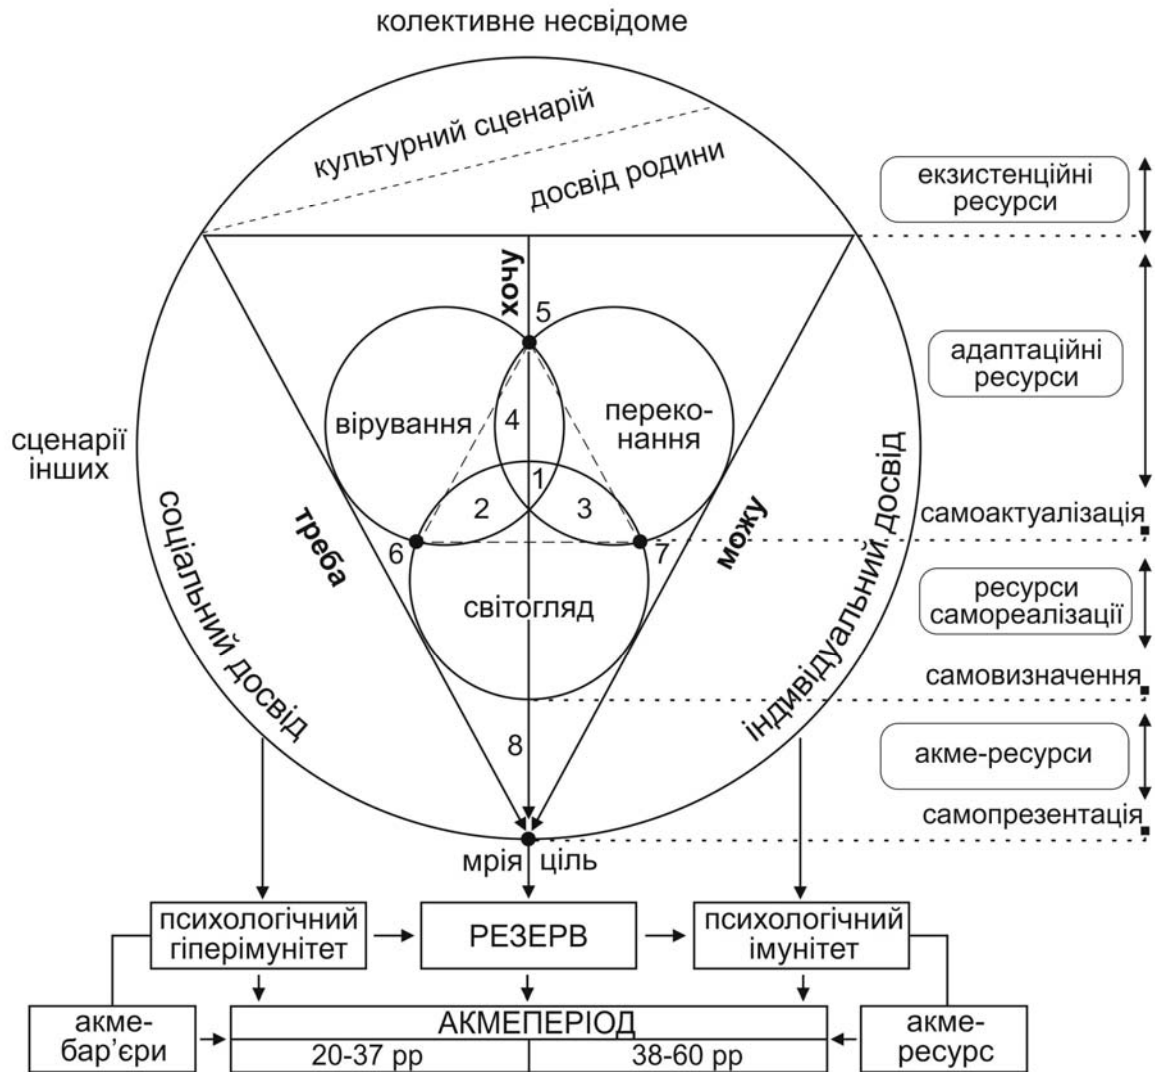 колективне несвідоме
культурний сценарій
досвід родини
екзистенційні
ресурси
хочу
5
адаптаційні
ресурси
вірування
4
переко-
нання
сценарії
інших
1
2
3
соціальний досвід
треба
6
7
можу
індивідуальний досвід
самоактуалізація
світогляд
ресурси
самореалізації
самовизначення
8
акме-ресурси
самопрезентація
мрія ціль
психологічний
гіперімунітет
РЕЗЕРВ
психологічний
імунітет
акме-
бар’єри
АКМЕПЕРІОД
20-37 рр
38-60 рр
акме-
ресурс